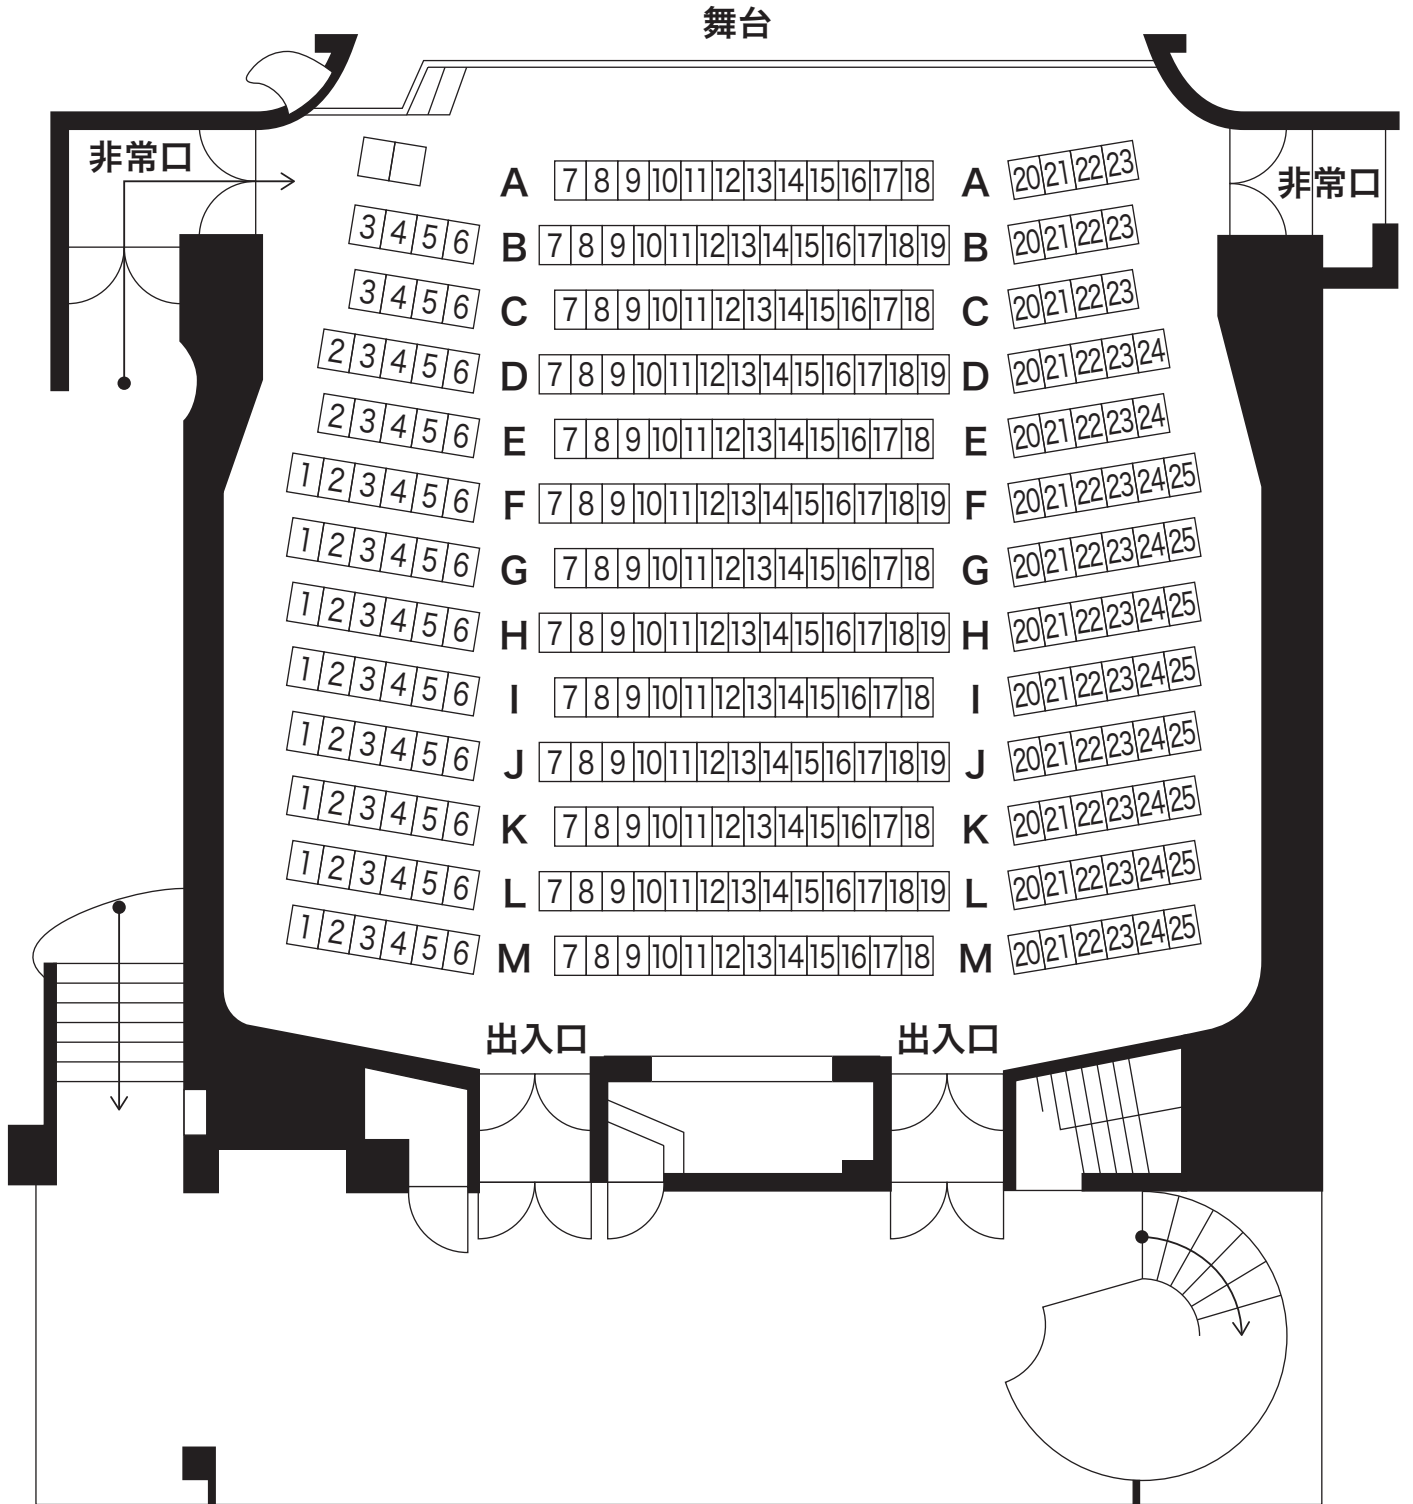 舞台
非常口
非常口
A 7 8 9 10 11 12 13 14 15 16 17 18 A 20 21 22 23
3 4 5 6 B 7 8 9 10 11 12 13 14 15 16 17 18 19 B 20 21 22 23
3 4 5 6 C 7 8 9 10 11 12 13 14 15 16 17 18 C 20 21 22 23
2 3 4 5 6 D 7 8 9 10 11 12 13 14 15 16 17 18 19 D 20 21 22 23 24
2 3 4 5 6 E 7 8 9 10 11 12 13 14 15 16 17 18 E 20 21 22 23 24
1 2 3 4 5 6 F 7 8 9 10 11 12 13 14 15 16 17 18 19 F 20 21 22 23 24 25
1 2 3 4 5 6 G 7 8 9 10 11 12 13 14 15 16 17 18 G 20 21 22 23 24 25
1 2 3 4 5 6 H 7 8 9 10 11 12 13 14 15 16 17 18 19 H 20 21 22 23 24 25
1 2 3 4 5 6 I 7 8 9 10 11 12 13 14 15 16 17 18 I 20 21 22 23 24 25
1 2 3 4 5 6 J 7 8 9 10 11 12 13 14 15 16 17 18 19 J 20 21 22 23 24 25
1 2 3 4 5 6 K 7 8 9 10 11 12 13 14 15 16 17 18 K 20 21 22 23 24 25
1 2 3 4 5 6 L 7 8 9 10 11 12 13 14 15 16 17 18 19 L 20 21 22 23 24 25
1 2 3 4 5 6 M 7 8 9 10 11 12 13 14 15 16 17 18 M 20 21 22 23 24 25
出入口 出入口